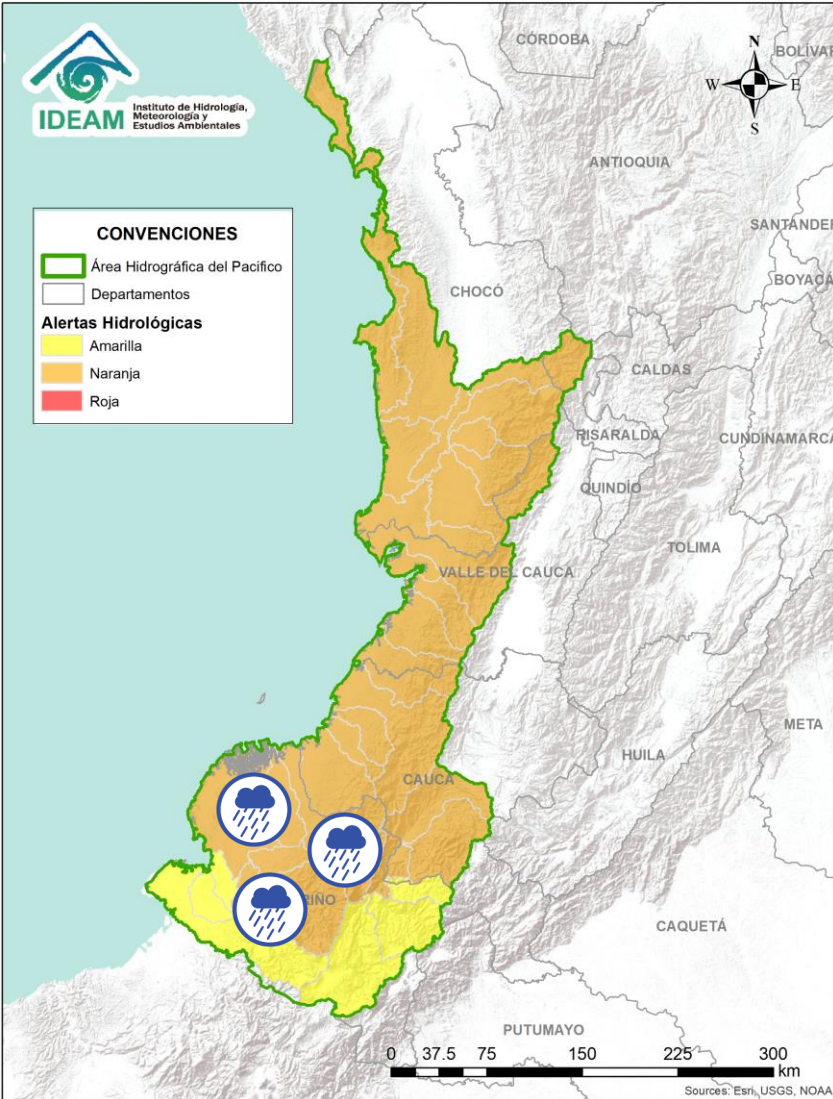 IDEAM
Instituto de Hidrología,
Meteorología y
Estudios Ambientales
CÓRDOBA
BOLÍVAR
N
W
E
S
ANTIOQUIA
SANTANDER
CONVENCIONES
Área Hidrográfica del Pacifico
Departamentos
Alertas Hidrológicas
Amarilla
Naranja
Roja
BOYACÁ
CHOCÓ
CALDAS
RISARALDA
CUNDINAMARCA
QUINDÍO
TOLIMA
VALLE DEL CAUCA
META
HUILA
CAUCA
RIÑO
CAQUETÁ
PUTUMAYO
0 37.5 75 150 225 300
km
Sources: Esri, USGS, NOAA